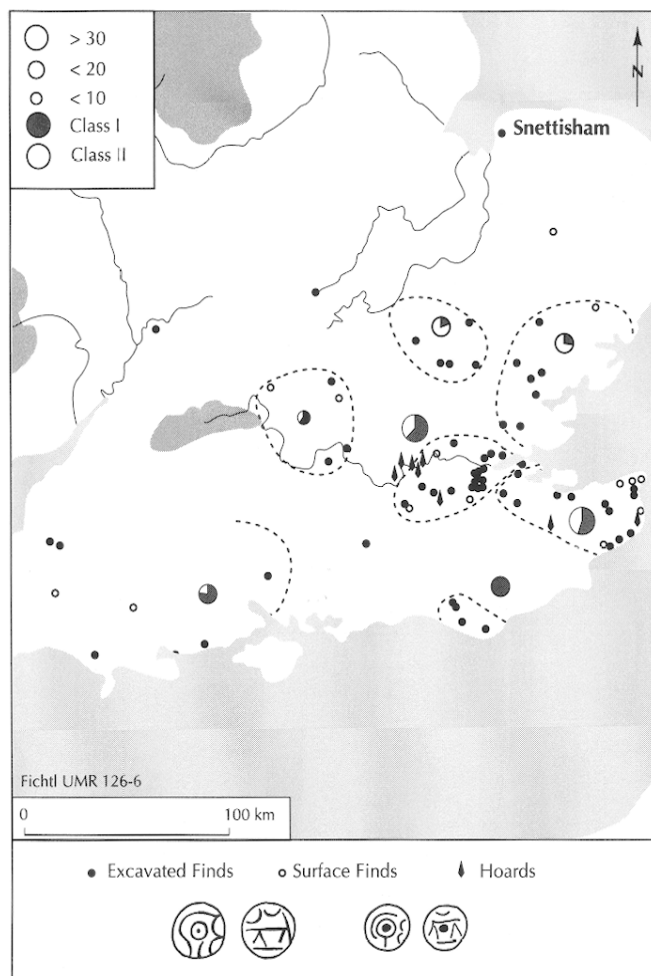 > 30
< 20
< 10
Class I
Class II
N
Snettisham
Fichtl UMR 126-6
0 100 km
Excavated Finds Surface Finds Hoards